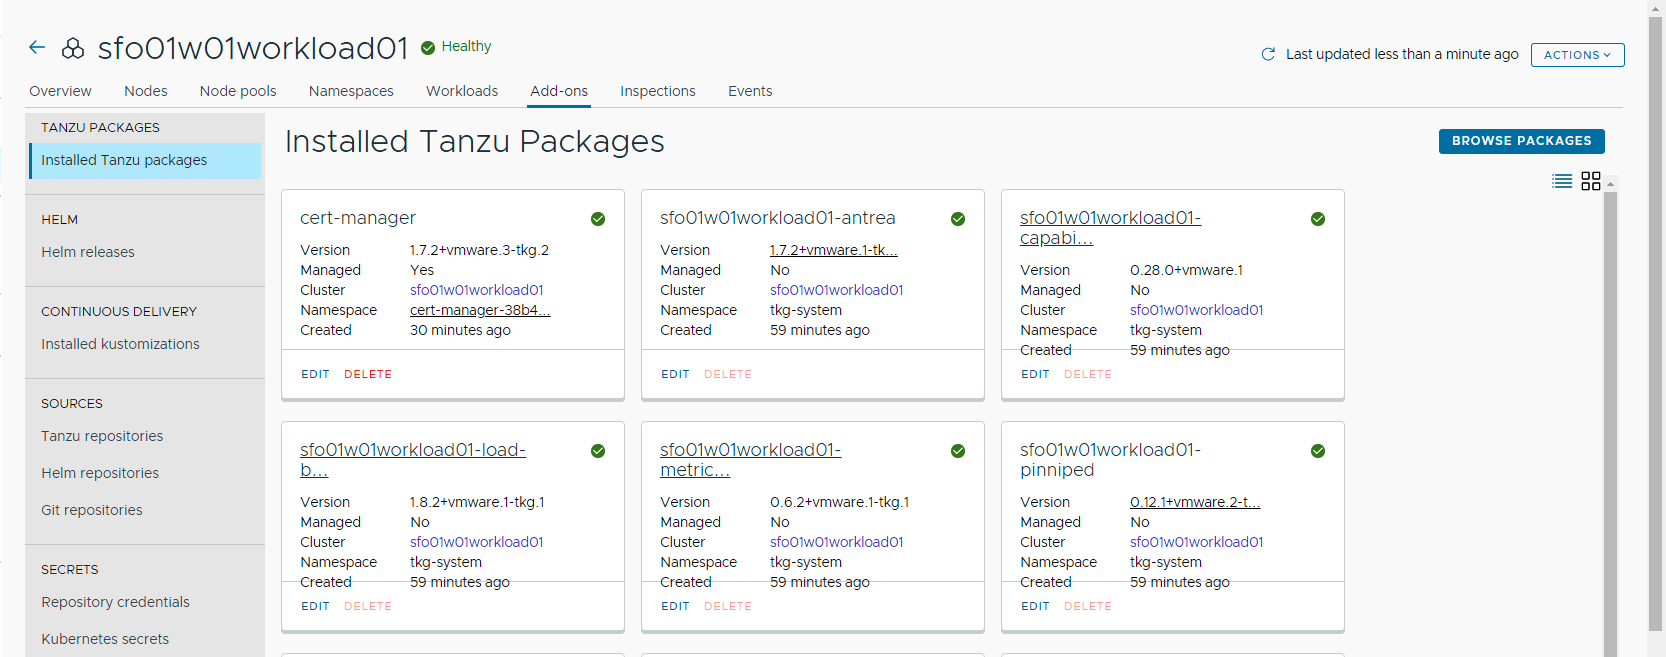 sfo01w01workload01
Healthy
Last updated less than a minute ago
ACTIONS
Overview Nodes Node pools Namespaces Workloads Add-ons Inspections Events
TANZU PACKAGES
Installed Tanzu packages
HELM
Helm releases
CONTINUOUS DELIVERY
Installed kustomizations
SOURCES
Tanzu repositories
Helm repositories
Git repositories
SECRETS
Repository credentials
Kubernetes secrets
Installed Tanzu Packages
BROWSE PACKAGES
cert-manager
Version 1.7.2+vmware.3-tkg.2
Managed Yes
Cluster sfo01w01workload01
Namespace cert-manager-38b4...
Created 30 minutes ago
EDIT DELETE
sfo01w01workload01-antrea
Version 1.7.2+vmware.1-tk...
Managed No
Cluster sfo01w01workload01
Namespace tkg-system
Created 59 minutes ago
EDIT DELETE
sfo01w01workload01-
capabi...
Version 0.28.0+vmware.1
Managed No
Cluster sfo01w01workload01
Namespace tkg-system
Created 59 minutes ago
EDIT DELETE
sfo01w01workload01-load-
b...
Version 1.8.2+vmware.1-tkg.1
Managed No
Cluster sfo01w01workload01
Namespace tkg-system
Created 59 minutes ago
EDIT DELETE
sfo01w01workload01-
metric...
Version 0.6.2+vmware.1-tkg.1
Managed No
Cluster sfo01w01workload01
Namespace tkg-system
Created 59 minutes ago
EDIT DELETE
sfo01w01workload01-
pinniped
Version 0.12.1+vmware.2-t...
Managed No
Cluster sfo01w01workload01
Namespace tkg-system
Created 59 minutes ago
EDIT DELETE